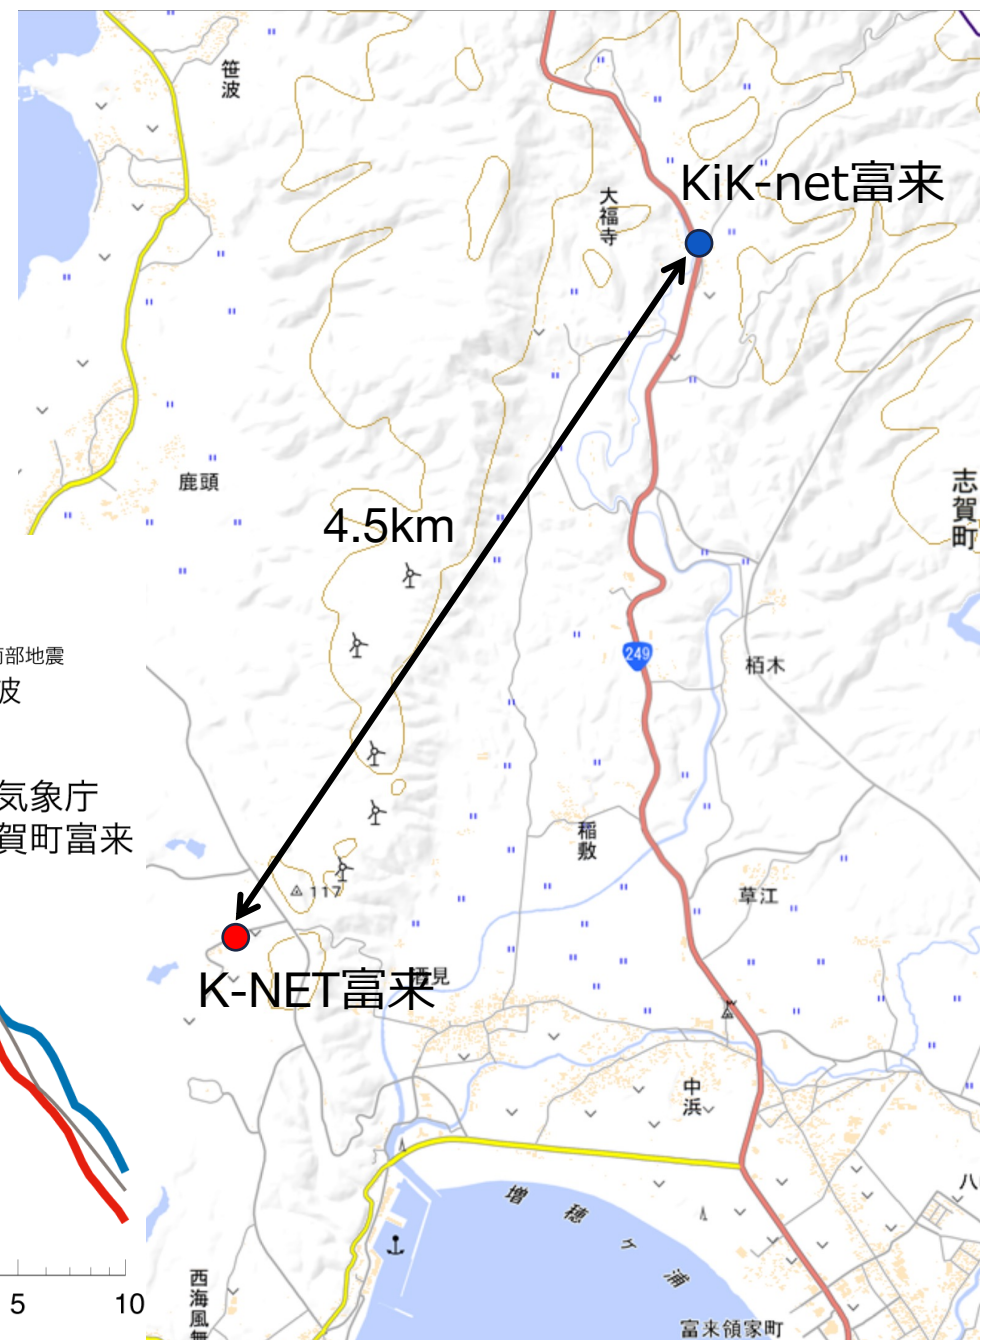 笹波
大福寺
KiK-net富来
鹿頭
志賀町
4.5km
249
栢木
部地震
波
気象庁
賀町富来
稲敷
117
草江
酒見
K-NET富来
中浜
増穂ヶ浦
八
西海風無
富来領家町
5
10